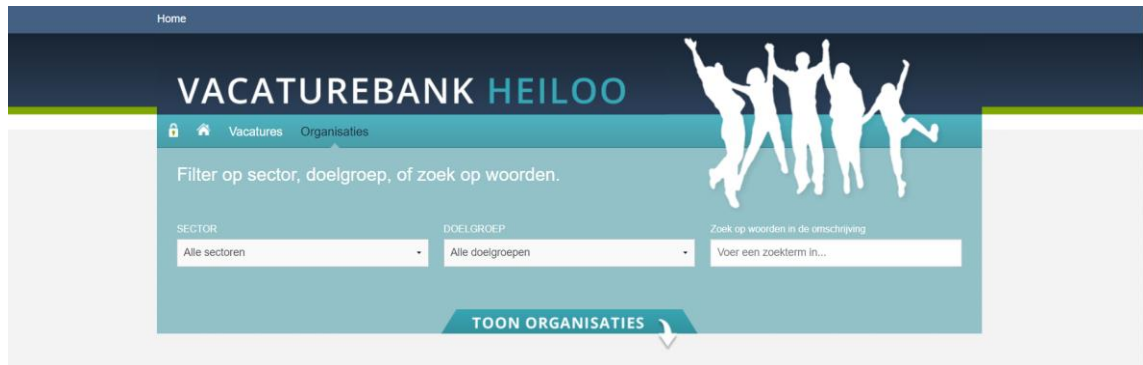 Home
VACATUREBANK HEILOO
Vacatures Organisaties
Filter op sector, doelgroep, of zoek op woorden.
SECTOR DOELGROEP Zoek op woorden in de omschrijving
Alle sectoren Alle doelgroepen Voer een zoekterm in...
TOON ORGANISATIES